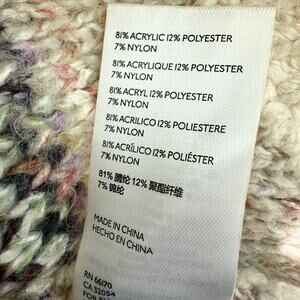 81% ACRYLIC 12% POLYESTER
7% NYLON
81% ACRYLIQUE 12% POLYESTER
7% NYLON
81% ACRYL 12% POLYESTER
7% NYLON
81% ACRILICO 12% POLIESTERE
7% NYLON
81% ACRÍLICO 12% POLIÉSTER
7% NYLON
81% 腈纶 12% 聚酯纤维
7% 锦纶
MADE IN CHINA
HECHO EN CHINA
RN 66170
CA 32054
FOR